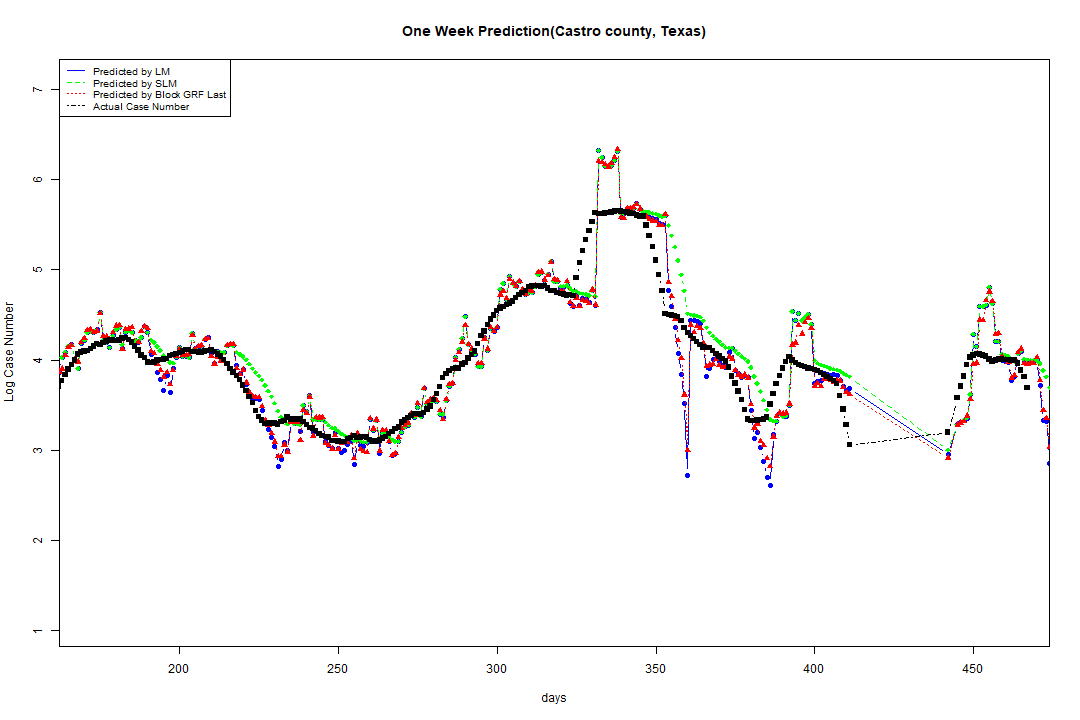 One Week Prediction(Castro county, Texas)
Predicted by LM
Predicted by SLM
Predicted by Block GRF Last
Actual Case Number
7
6
5
4
3
2
1
Log Case Number
200 250 300 350 400 450
days